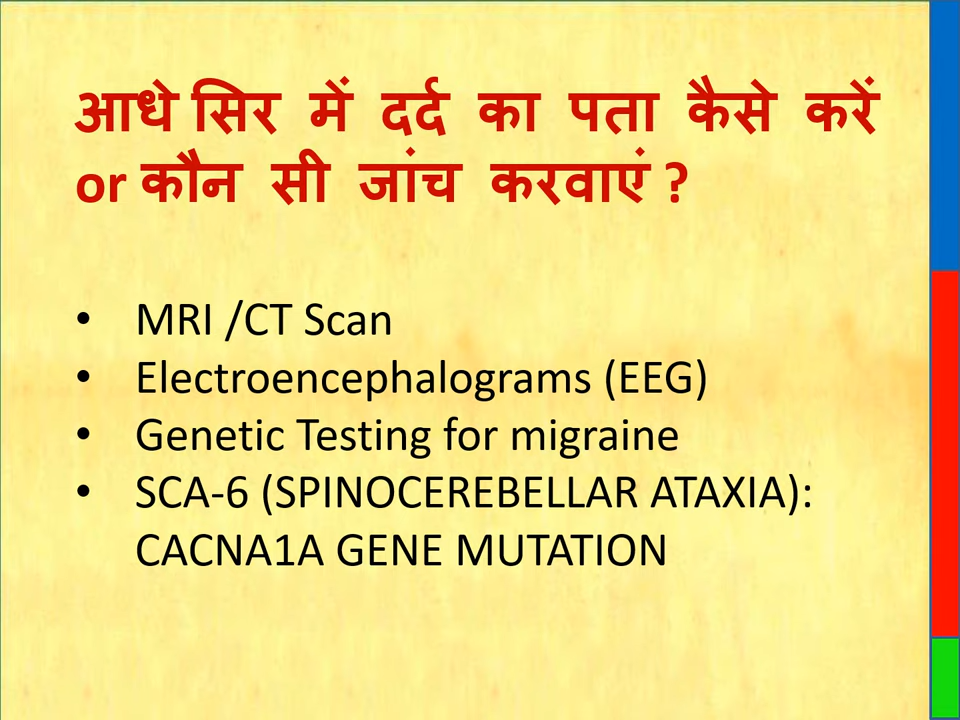 आधे सिर में दर्द का पता कैसे करें
or कौन सी जांच करवाएं ?
• MRI /CT Scan
• Electroencephalograms (EEG)
• Genetic Testing for migraine
• SCA-6 (SPINOCEREBELLAR ATAXIA):
CACNA1A GENE MUTATION